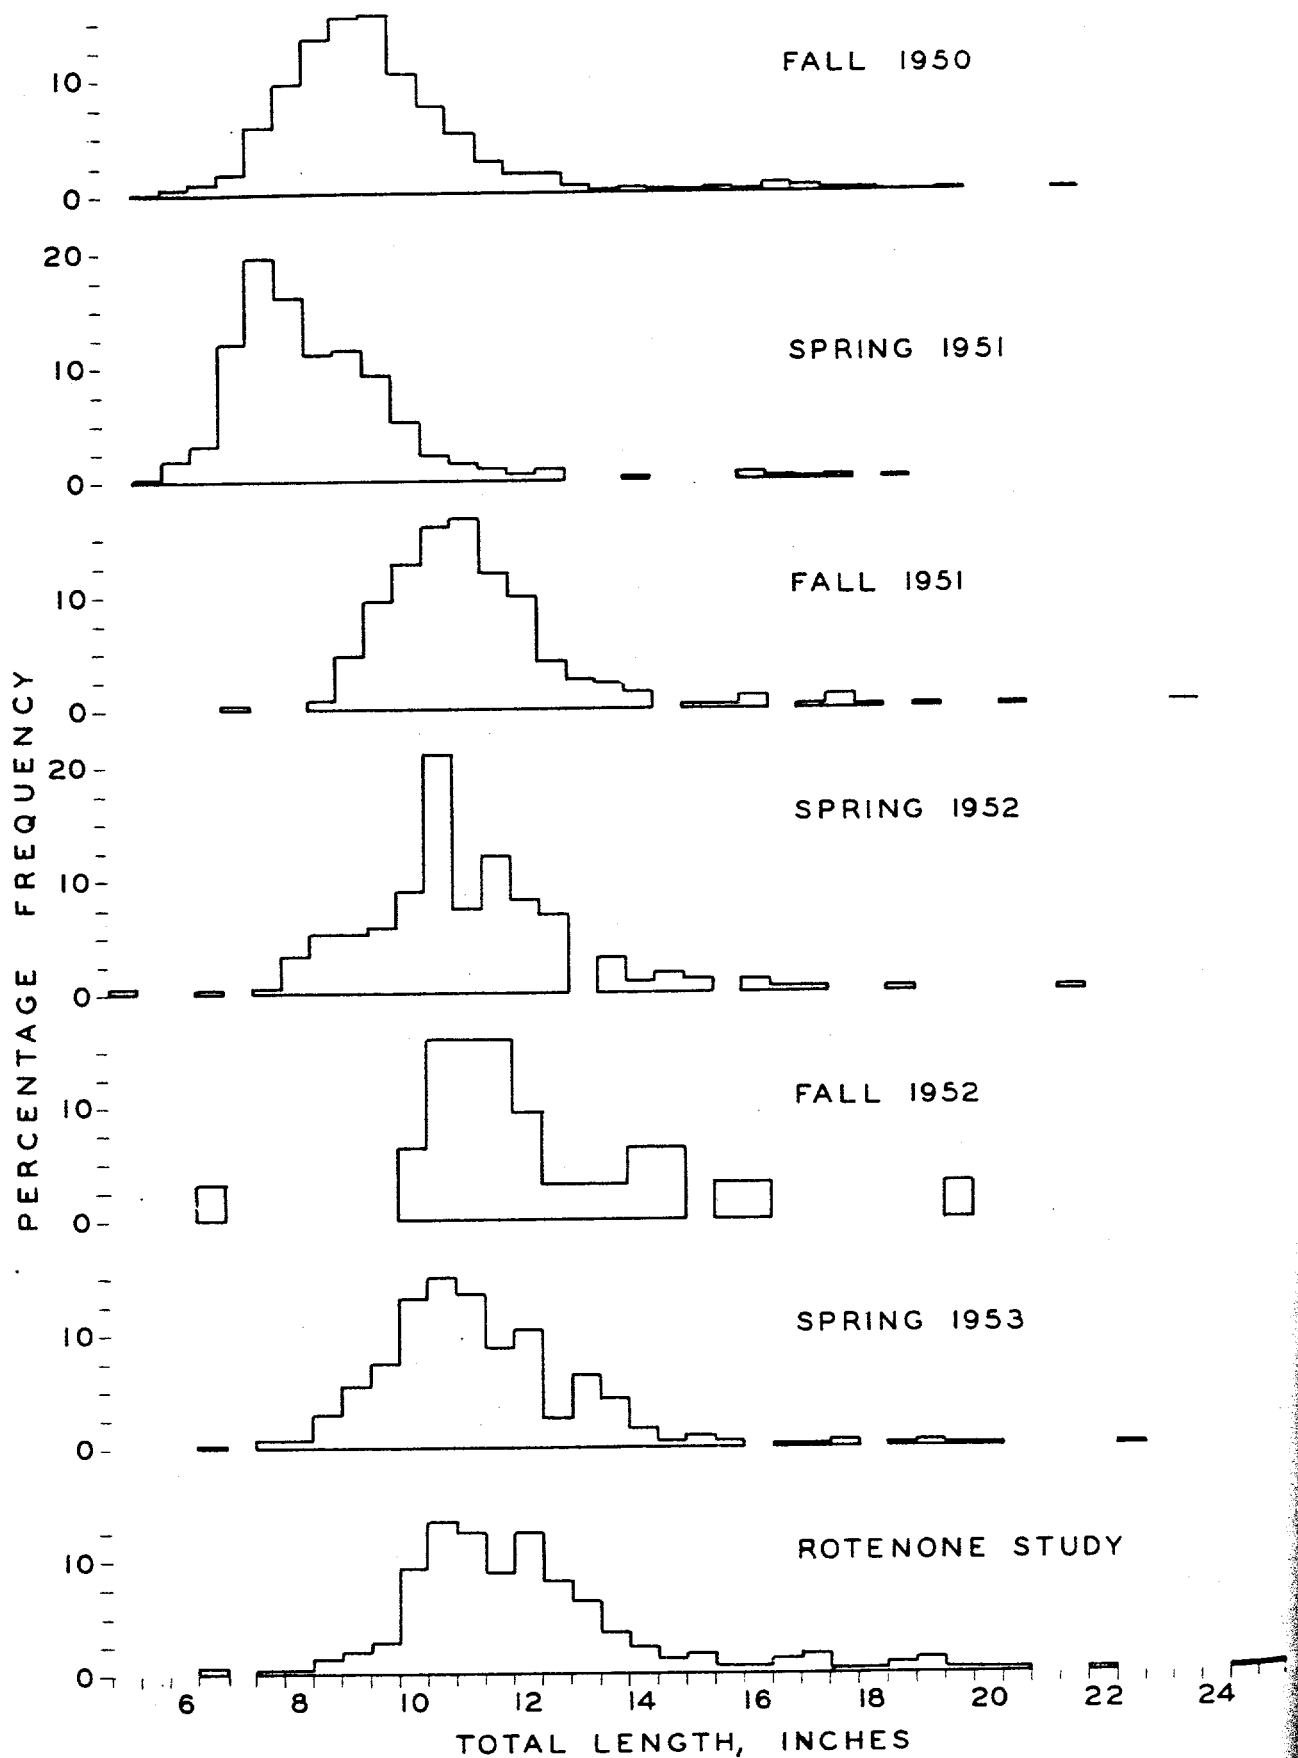 10-
0-
FALL 1950
20-
10-
0-
SPRING 1951
10-
0-
FALL 1951
20-
10-
0-
SPRING 1952
10-
0-
FALL 1952
10-
0-
SPRING 1953
10-
0-
ROTENONE STUDY
6 8 10 12 14 16 18 20 22 24
TOTAL LENGTH, INCHES
PERCENTAGE FREQUENCY